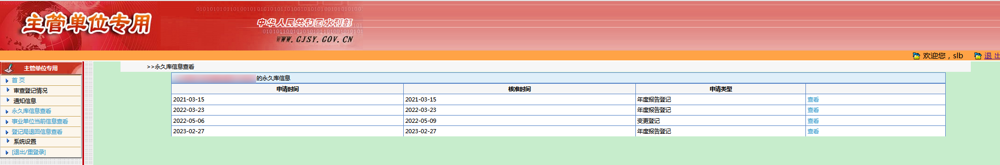 010101010110100101010101010101010100101010100
主管单位专用
中华人民共和国水利部
WWW.GJSY.GOV.CN
欢迎您，slb 退 出
主管单位专用
首 页
审查登记情况
通知信息
永久库信息查看
事业单位当前信息查看
登记局退回信息查看
系统设置
[退出/重登录]
>>永久库信息查看
的永久库信息
申请时间 核准时间 申请类型
2021-03-15 2021-03-15 年度报告登记 查看
2022-03-23 2022-03-23 年度报告登记 查看
2022-05-06 2022-05-09 变更登记 查看
2023-02-27 2023-02-27 年度报告登记 查看